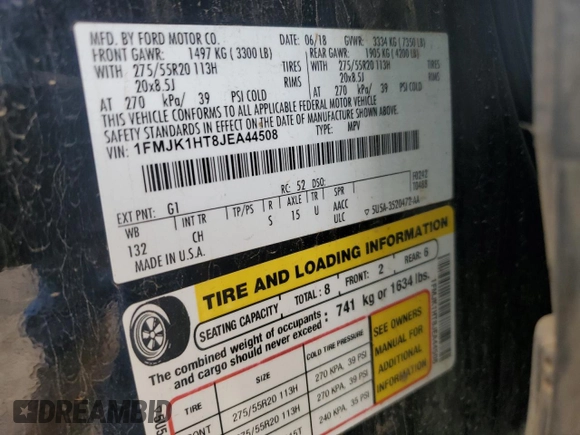 MFD. BY FORD MOTOR CO.
DATE: 06/18 GVWR: 3334 KG (7350 LB)
FRONT GAWR: 1497 KG (3300 LB) REAR GAWR: 1905 KG (4200 LB)
WITH 275/55R20 113H TIRES WITH 275/55R20 113H TIRES
20x8.5J RIMS 20x8.5J RIMS
AT 270 kPa/ 39 PSI COLD AT 270 kPa/ 39 PSI COLD
THIS VEHICLE CONFORMS TO ALL APPLICABLE FEDERAL MOTOR VEHICLE
SAFETY STANDARDS IN EFFECT ON THE DATE OF MANUFACTURE SHOWN ABOVE.
VIN: 1FMJK1HT8JEA44508
TYPE: MPV
EXT PNT: G1 RC: 52 DSO:
WB INT TR TP/PS R AXLE TR SPR
132 CH S 15 U AACC
ULC
MADE IN U.S.A.
5U5A-3520472-AA
TIRE AND LOADING INFORMATION
SEATING CAPACITY TOTAL: 8 FRONT: 2 REAR: 6
The combined weight of occupants
and cargo should never exceed: 741 kg or 1634 lbs.
TIRE SIZE COLD TIRE PRESSURE
275/55R20 113H 270 KPA, 39 PSI
275/55R20 113H 270 KPA, 39 PSI
240 KPA, 35 PSI
SEE OWNERS
MANUAL FOR
ADDITIONAL
INFORMATION
DREAMBID